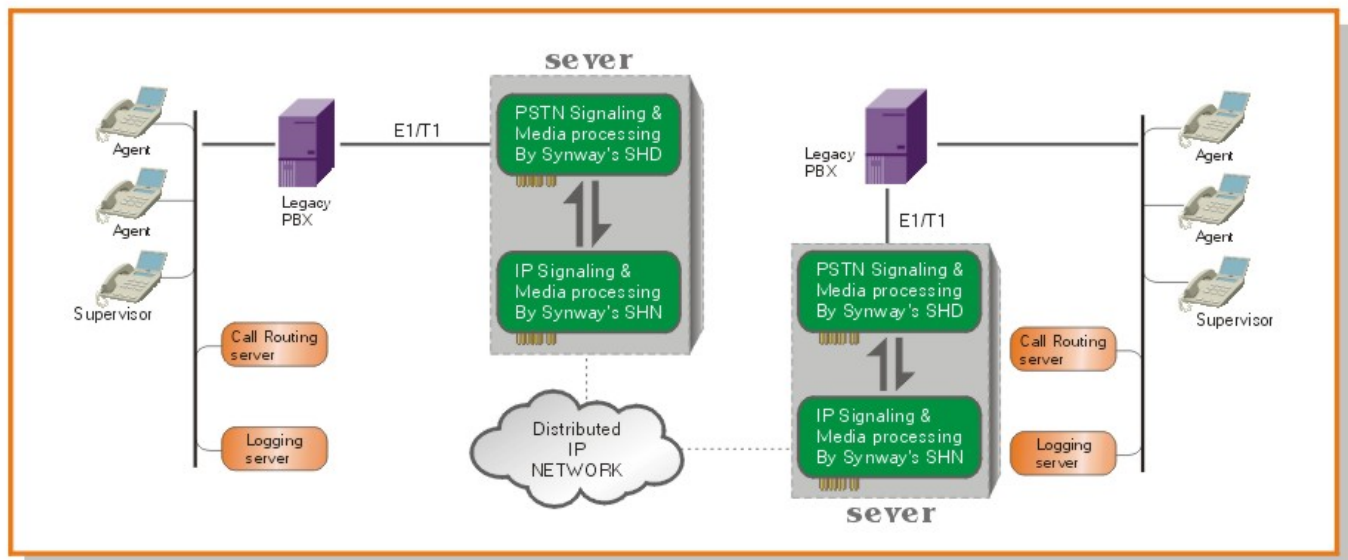 sever
PSTN Signaling &
Media processing
By Synway's SHD
IP Signaling &
Media processing
By Synway's SHN
E1/T1
Legacy
PBX
Agent
Agent
Supervisor
Call Routing
server
Logging
server
Distributed
IP
NETWORK
Legacy
PBX
E1/T1
PSTN Signaling &
Media processing
By Synway's SHD
IP Signaling &
Media processing
By Synway's SHN
sever
Agent
Agent
Supervisor
Call Routing
server
Logging
server